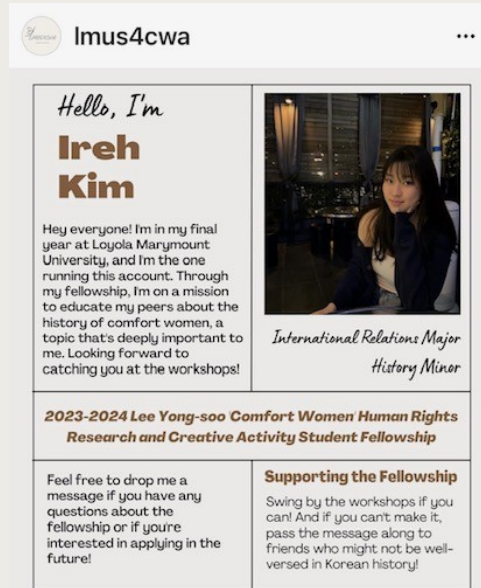 lmus4cwa
Hello, I'm
Ireh
Kim
Hey everyone! I'm in my final
year at Loyola Marymount
University, and I'm the one
running this account. Through
my fellowship, I'm on a mission
to educate my peers about the
history of comfort women, a
topic that's deeply important to
me. Looking forward to
catching you at the workshops!
International Relations Major
History Minor
2023-2024 Lee Yong-soo 'Comfort Women' Human Rights
Research and Creative Activity Student Fellowship
Feel free to drop me a
message if you have any
questions about the
fellowship or if you're
interested in applying in the
future!
Supporting the Fellowship
Swing by the workshops if you
can! And if you can't make it,
pass the message along to
friends who might not be well-
versed in Korean history!